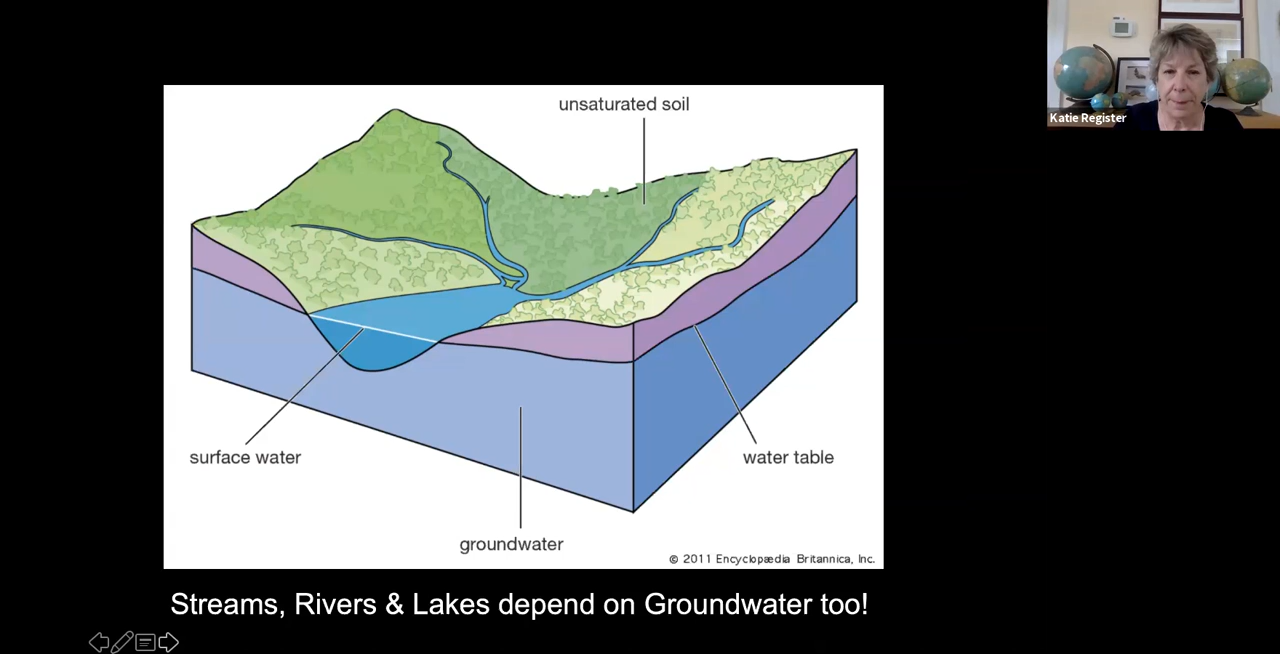 Katie Register
unsaturated soil
surface water
water table
groundwater
© 2011 Encyclopædia Britannica, Inc.
Streams, Rivers & Lakes depend on Groundwater too!